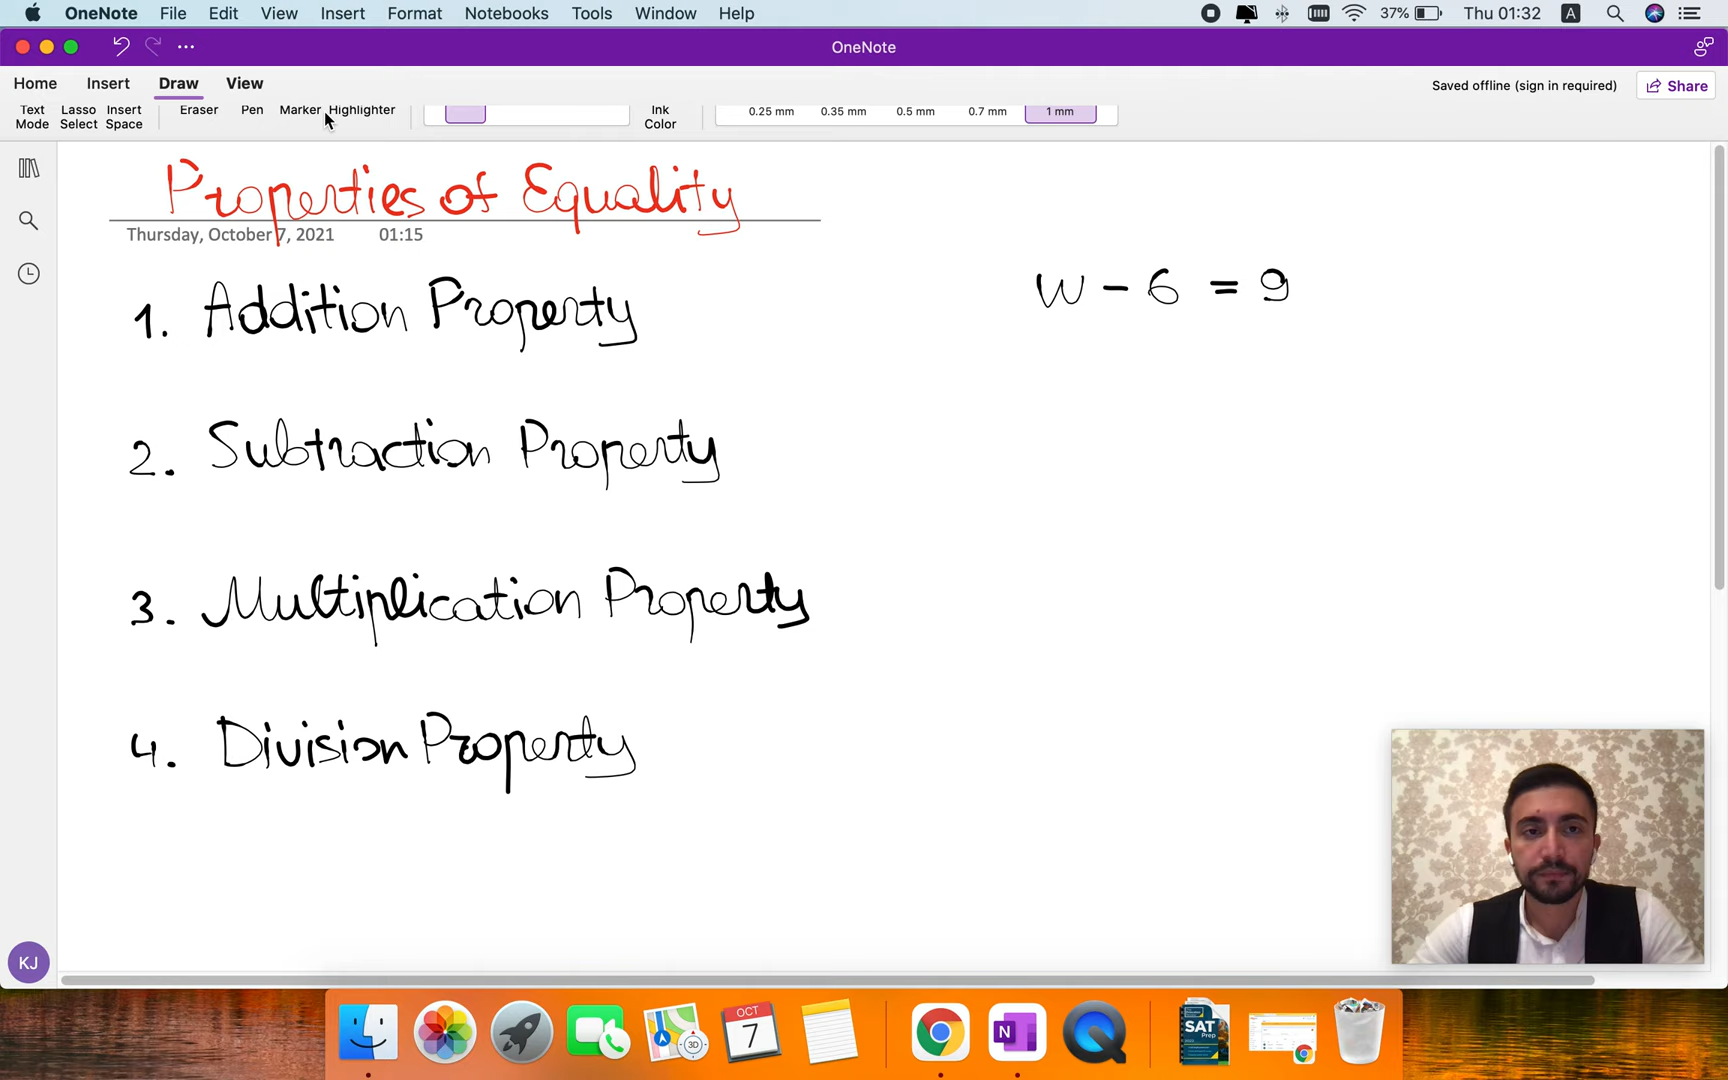 OneNote File Edit View Insert Format Notebooks Tools Window Help 37% Thu 01:32 A
OneNote
Home Insert Draw View Saved offline (sign in required) Share
Text Mode Lasso Select Insert Space Eraser Pen Marker Highlighter Ink Color 0.25 mm 0.35 mm 0.5 mm 0.7 mm 1 mm
Properties of Equality
Thursday, October 7, 2021 01:15
W - 6 = 9
1. Addition Property
2. Subtraction Property
3. Multiplication Property
4. Division Property
KJ
3D OCT 7 N SAT Prep